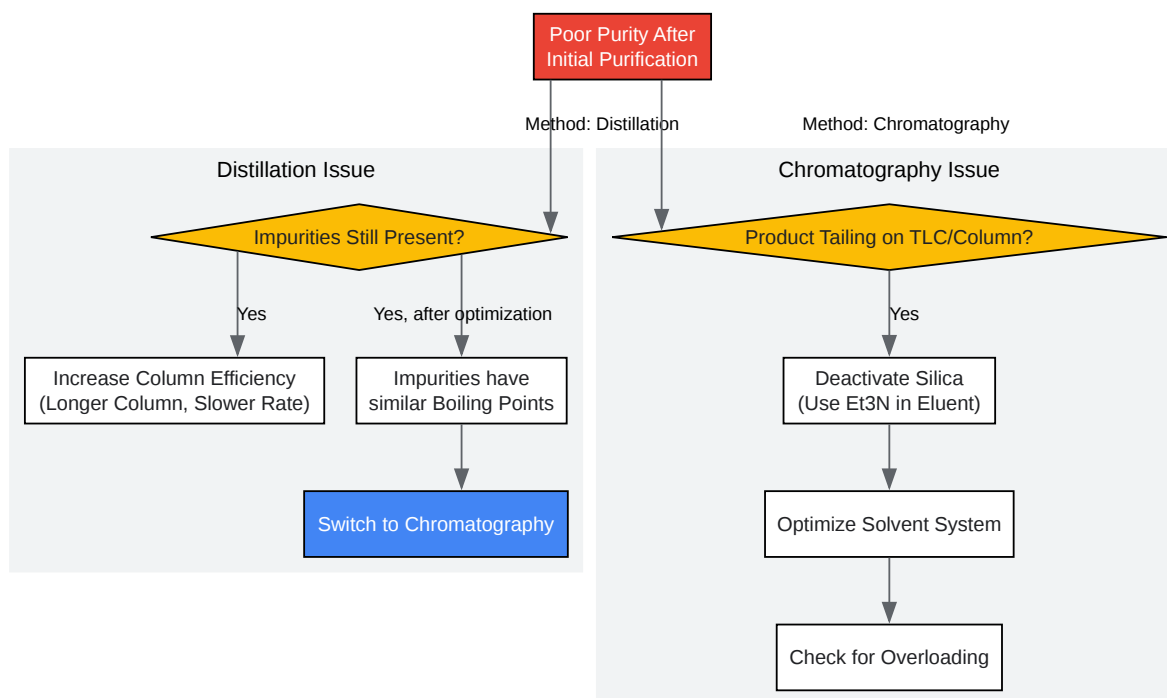 Poor Purity After
Initial Purification
Method: Distillation
Method: Chromatography
Distillation Issue
Chromatography Issue
Impurities Still Present?
Product Tailing on TLC/Column?
Yes
Yes, after optimization
Yes
Increase Column Efficiency
(Longer Column, Slower Rate)
Impurities have
similar Boiling Points
Deactivate Silica
(Use Et3N in Eluent)
Switch to Chromatography
Optimize Solvent System
Check for Overloading